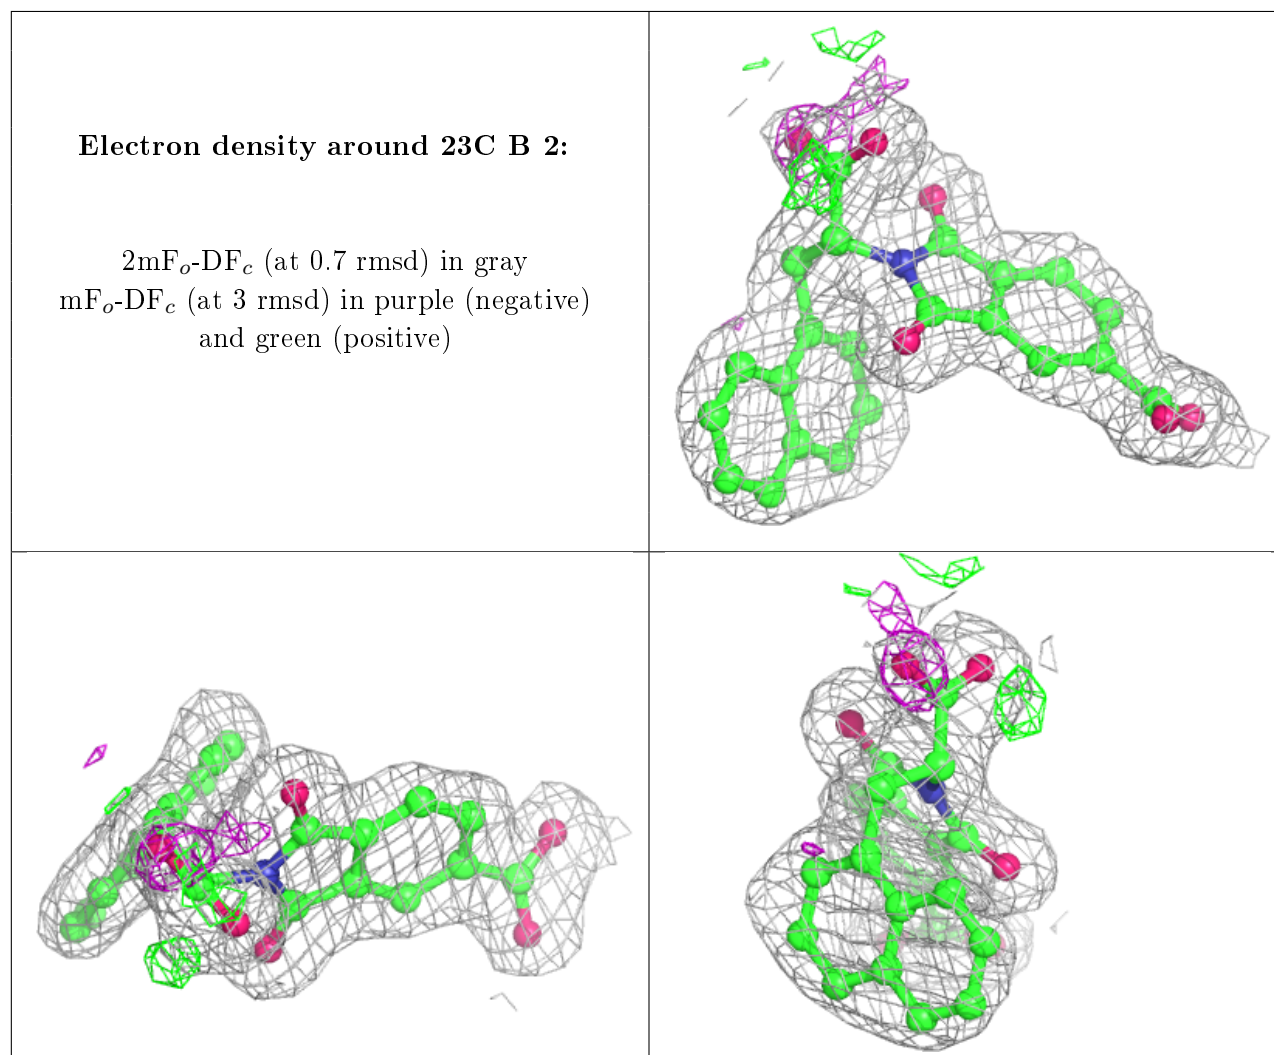 Electron density around 23C B 2:
2mFo-DFc (at 0.7 rmsd) in gray
mFo-DFc (at 3 rmsd) in purple (negative)
and green (positive)